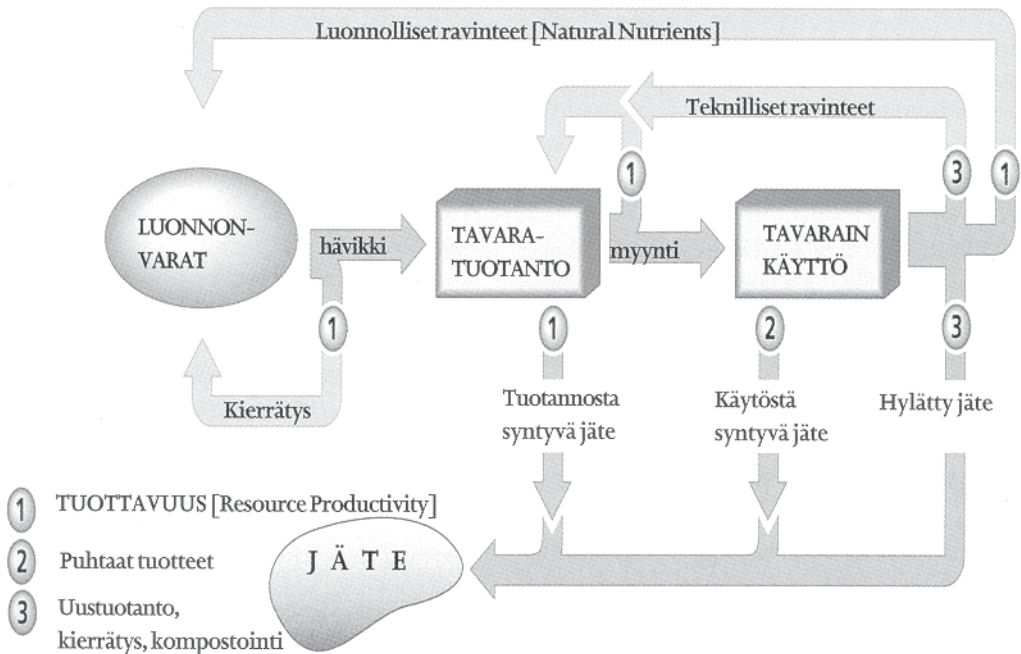 Luonnolliset ravinteet [Natural Nutrients]
Teknilliset ravinteet
1
3
1
LUONNON-
VARAT
hävikki
TAVARA-
TUOTANTO
myynti
TAVARAIN
KÄYTTÖ
1
1
2
3
Kierrätys
Tuotannosta
syntyvä jäte
Käytöstä
syntyvä jäte
Hylätty jäte
1 TUOTTAVUUS [Resource Productivity]
2 Puhtaat tuotteet
3 Uustuotanto,
kierrätys, kompostointi
JÄTE